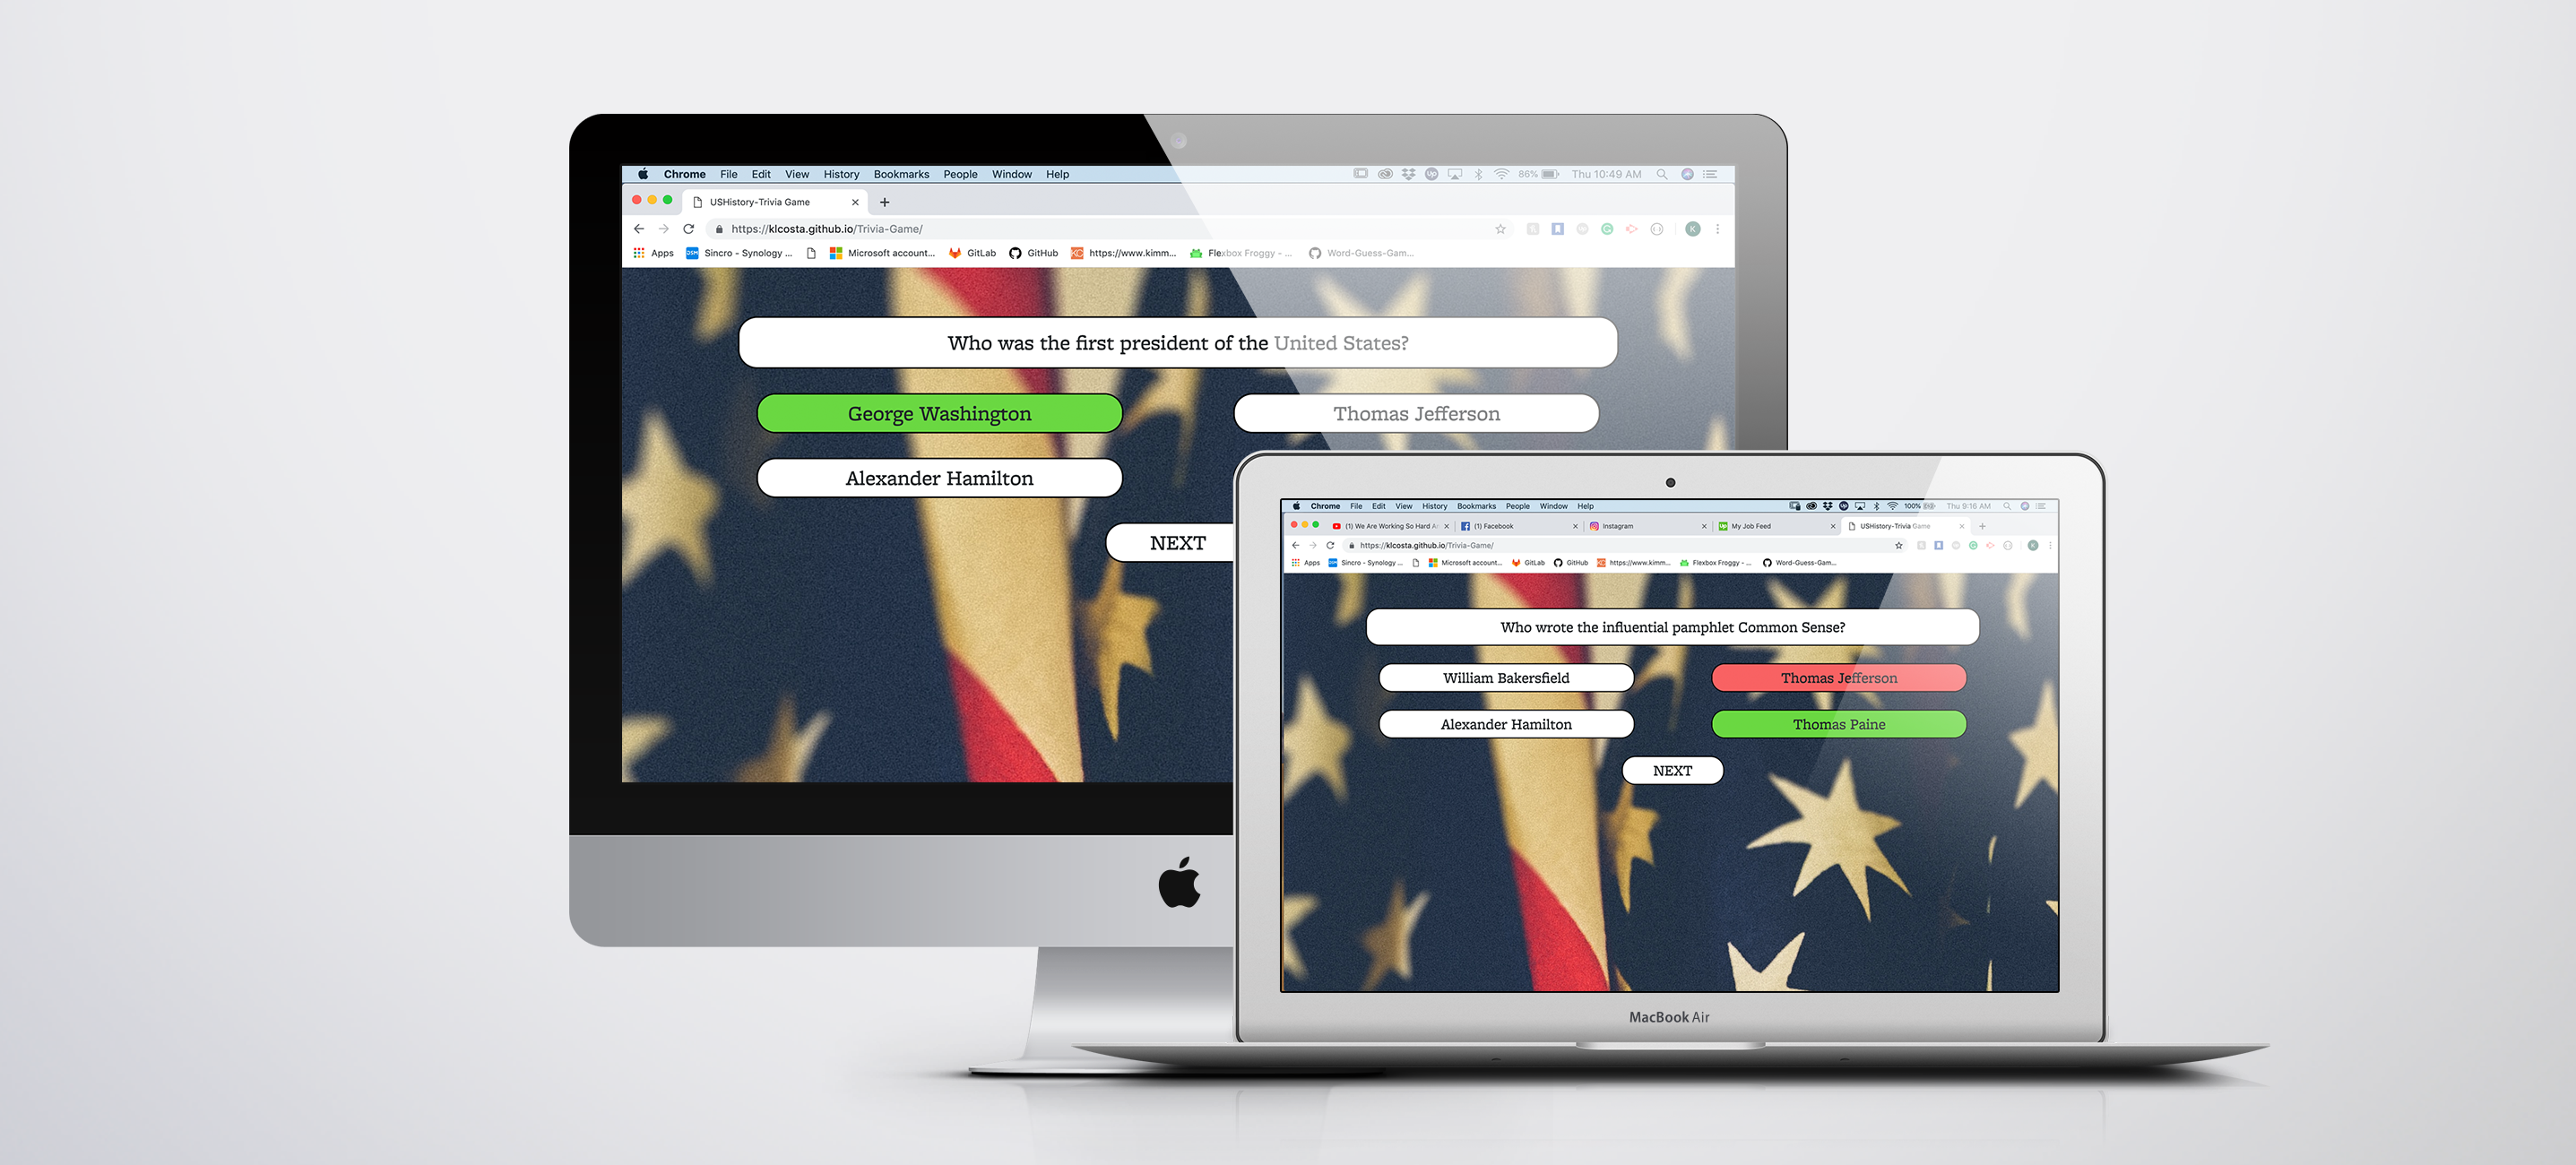 Chrome File Edit View History Bookmarks People Window Help 86% Thu 10:49 AM
USHistory-Trivia Game
https://klcosta.github.io/Trivia-Game/
K
Apps DSM Sincro - Synology ... Microsoft account... GitLab GitHub KC https://www.kimm... Flexbox Froggy - ... Word-Guess-Gam...
Who was the first president of the United States?
George Washington Thomas Jefferson
Alexander Hamilton
NEXT
Chrome File Edit View History Bookmarks People Window Help 100% Thu 9:16 AM
(1) We Are Working So Hard (1) Facebook Instagram Up My Job Feed USHistory-Trivia Game
https://klcosta.github.io/Trivia-Game/
K
Apps Sincro - Synology ... Microsoft account... GitLab GitHub KC https://www.kimm... Flexbox Froggy - ... Word-Guess-Gam...
Who wrote the influential pamphlet Common Sense?
William Bakersfield Thomas Jefferson
Alexander Hamilton Thomas Paine
NEXT
MacBook Air